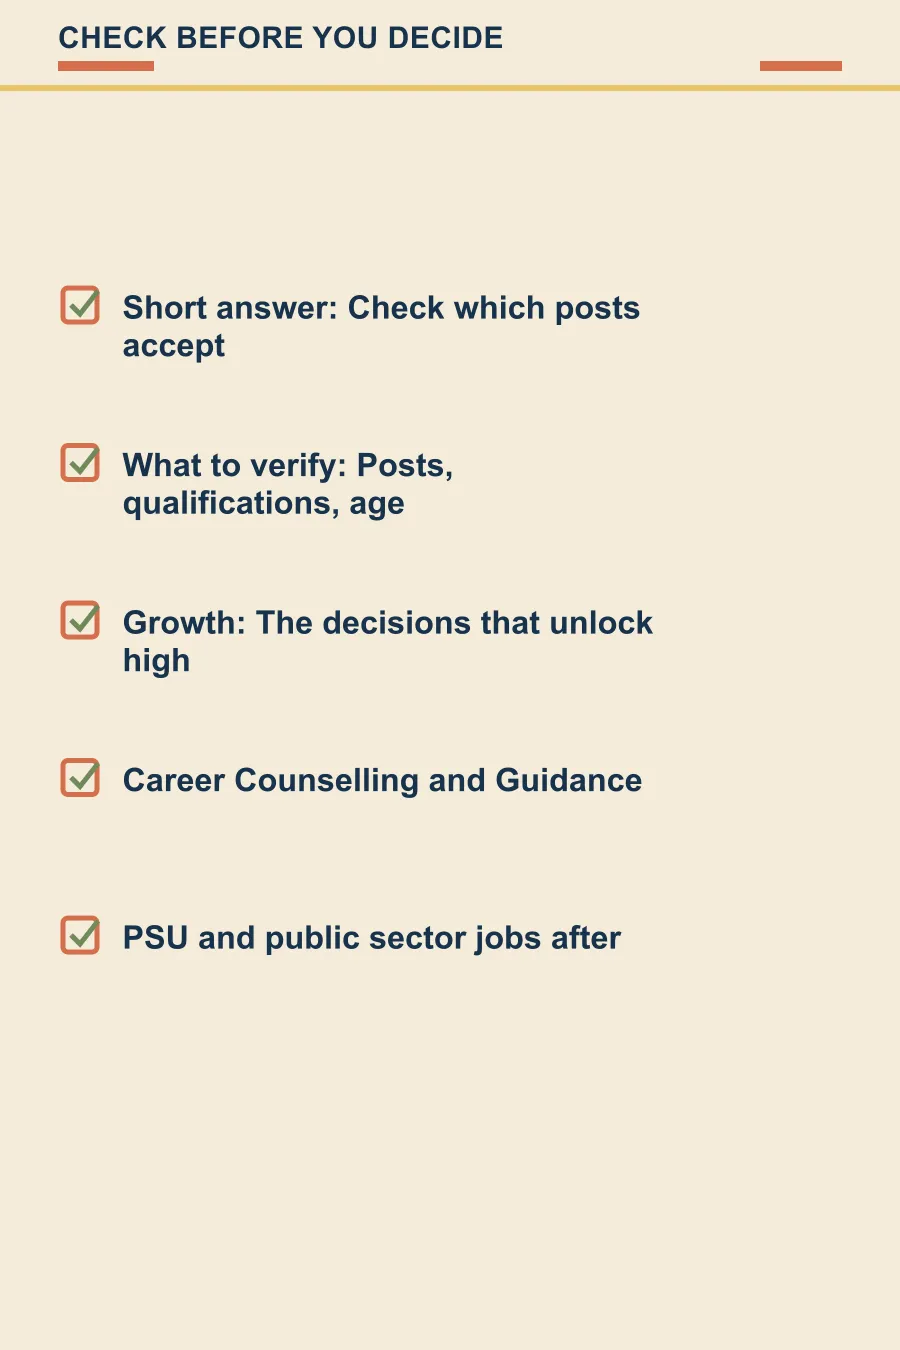 CHECK BEFORE YOU DECIDE
Short answer: Check which posts
accept
What to verify: Posts,
qualifications, age
Growth: The decisions that unlock
high
Career Counselling and Guidance
PSU and public sector jobs after